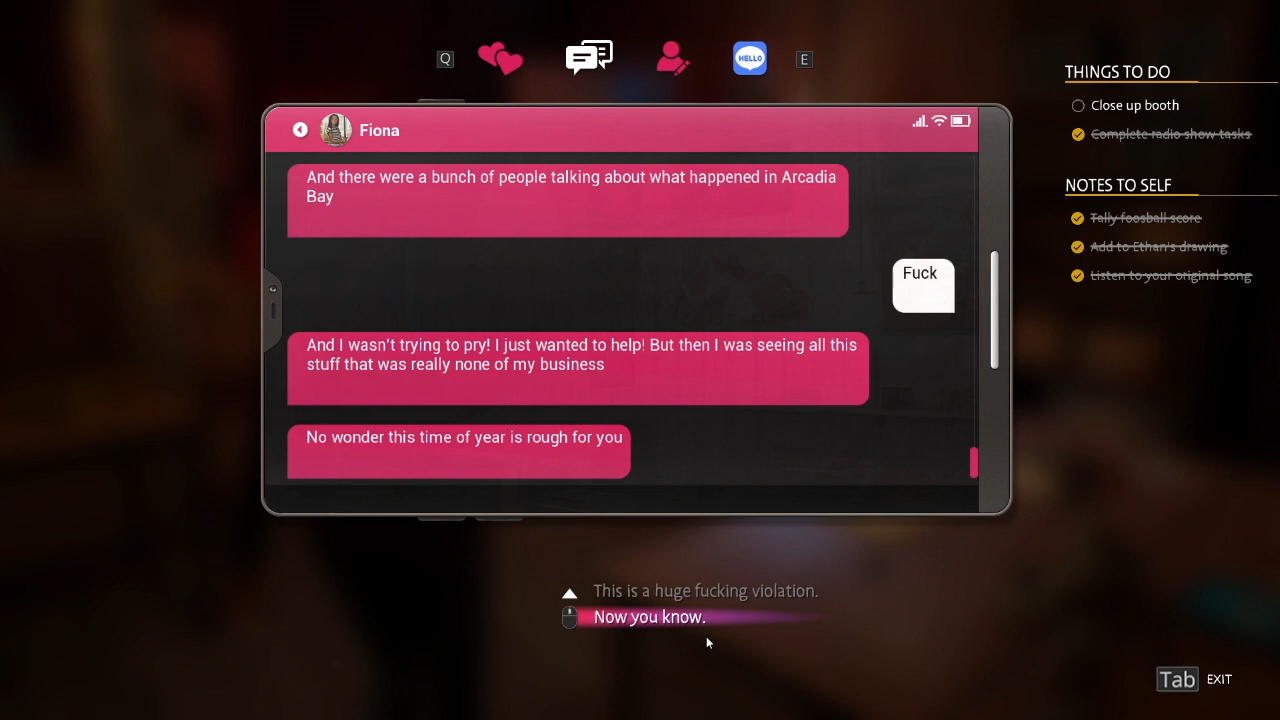 Q
HELLO
E
Fiona
And there were a bunch of people talking about what happened in Arcadia
Bay
Fuck
And I wasn't trying to pry! I just wanted to help! But then I was seeing all this
stuff that was really none of my business
No wonder this time of year is rough for you
This is a huge fucking violation.
Now you know.
THINGS TO DO
Close up booth
Complete radio show tasks
NOTES TO SELF
Tally foosball score
Add to Ethan's drawing
Listen to your original song
Tab EXIT